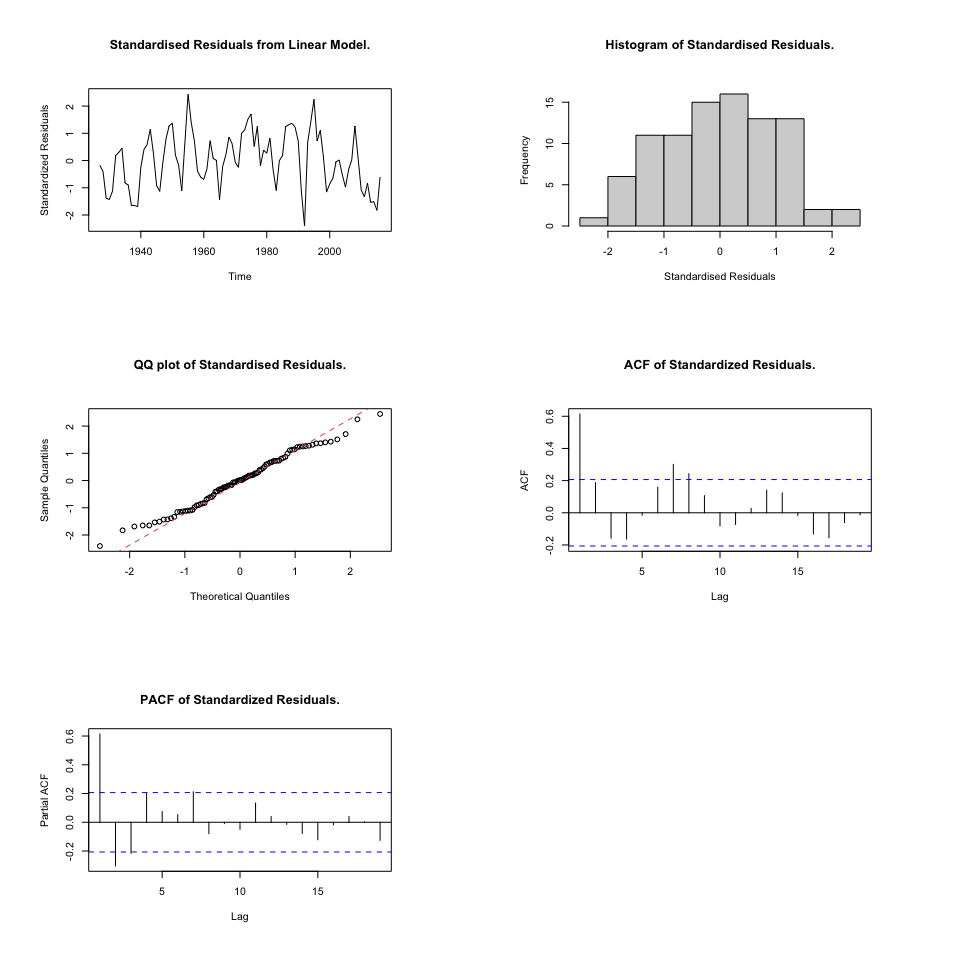 Standardised Residuals from Linear Model.
Standardized Residuals
2
1
0
-1
-2
1940 1960 1980 2000
Time
Histogram of Standardised Residuals.
Frequency
15
10
5
0
-2 -1 0 1 2
Standardised Residuals
QQ plot of Standardised Residuals.
Sample Quantiles
2
1
0
-1
-2
-2 -1 0 1 2
Theoretical Quantiles
ACF of Standardized Residuals.
ACF
0.6
0.4
0.2
0.0
-0.2
5 10 15
Lag
PACF of Standardized Residuals.
Partial ACF
0.6
0.4
0.2
0.0
-0.2
5 10 15
Lag